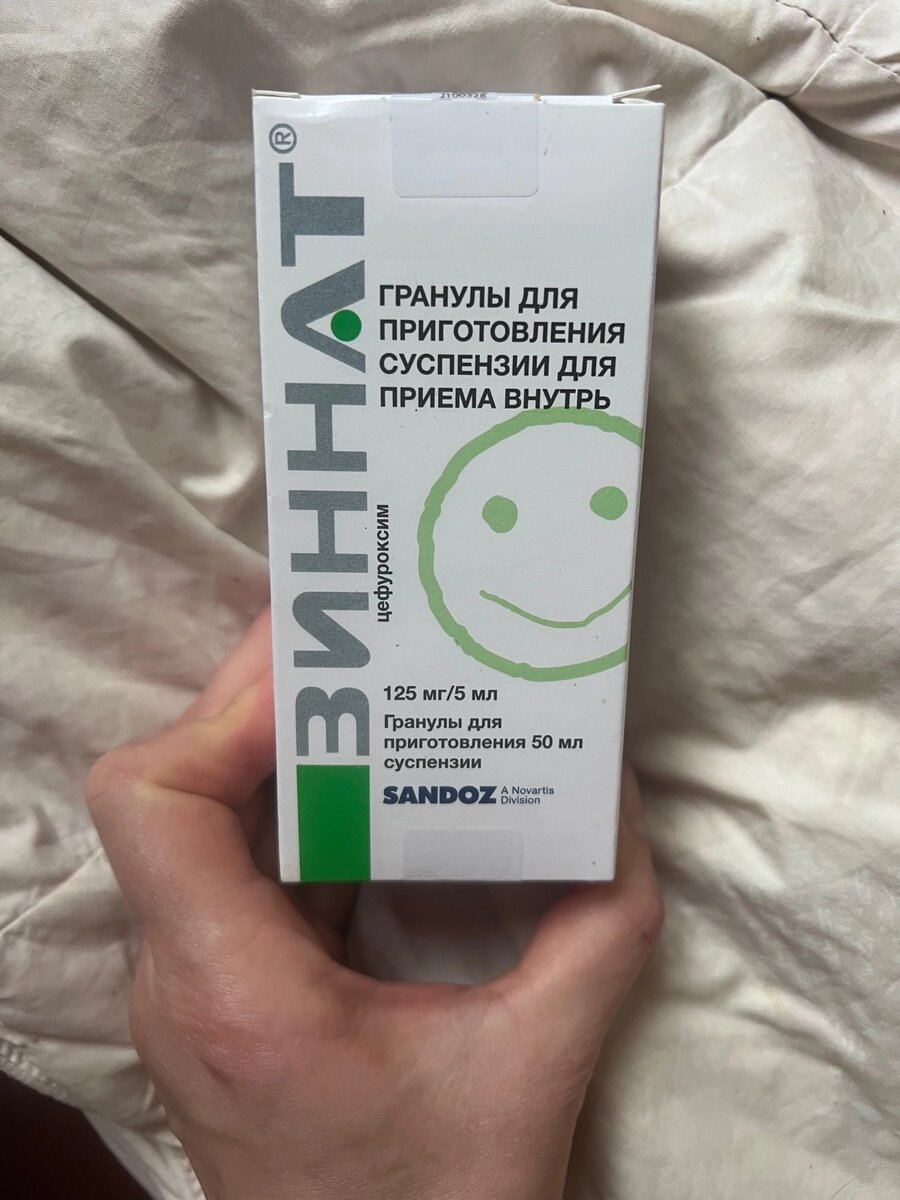 J100328
ЗИННАТ®
ГРАНУЛЫ ДЛЯ
ПРИГОТОВЛЕНИЯ
СУСПЕНЗИИ ДЛЯ
ПРИЕМА ВНУТРЬ
цефуроксим
125 мг/5 мл
Гранулы для
приготовления 50 мл
суспензии
SANDOZ A Novartis
Division